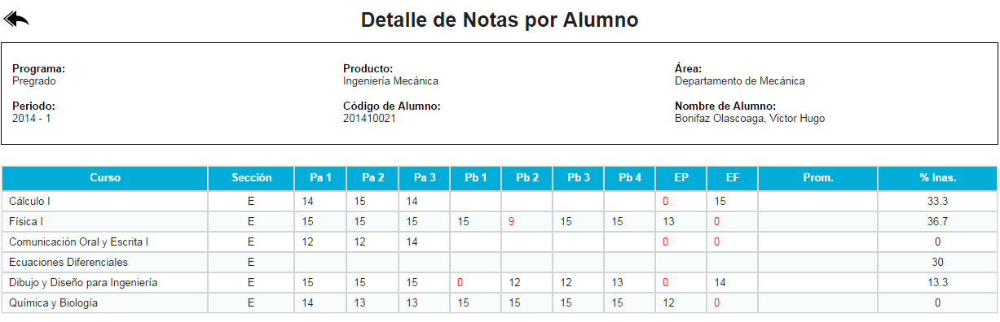 Detalle de Notas por Alumno
Programa: Producto: Área:
Pregrado Ingeniería Mecánica Departamento de Mecánica
Periodo: Código de Alumno: Nombre de Alumno:
2014 - 1 201410021 Bonifaz Olascoaga, Victor Hugo
Curso Sección Pa 1 Pa 2 Pa 3 Pb 1 Pb 2 Pb 3 Pb 4 EP EF Prom. % Inas.
Cálculo I E 14 15 14 0 15 33.3
Física I E 15 15 15 15 9 15 15 13 0 36.7
Comunicación Oral y Escrita I E 12 12 14 0 0 0
Ecuaciones Diferenciales E 30
Dibujo y Diseño para Ingeniería E 15 15 15 0 12 12 13 0 14 13.3
Química y Biología E 14 13 13 15 15 15 15 12 0 0